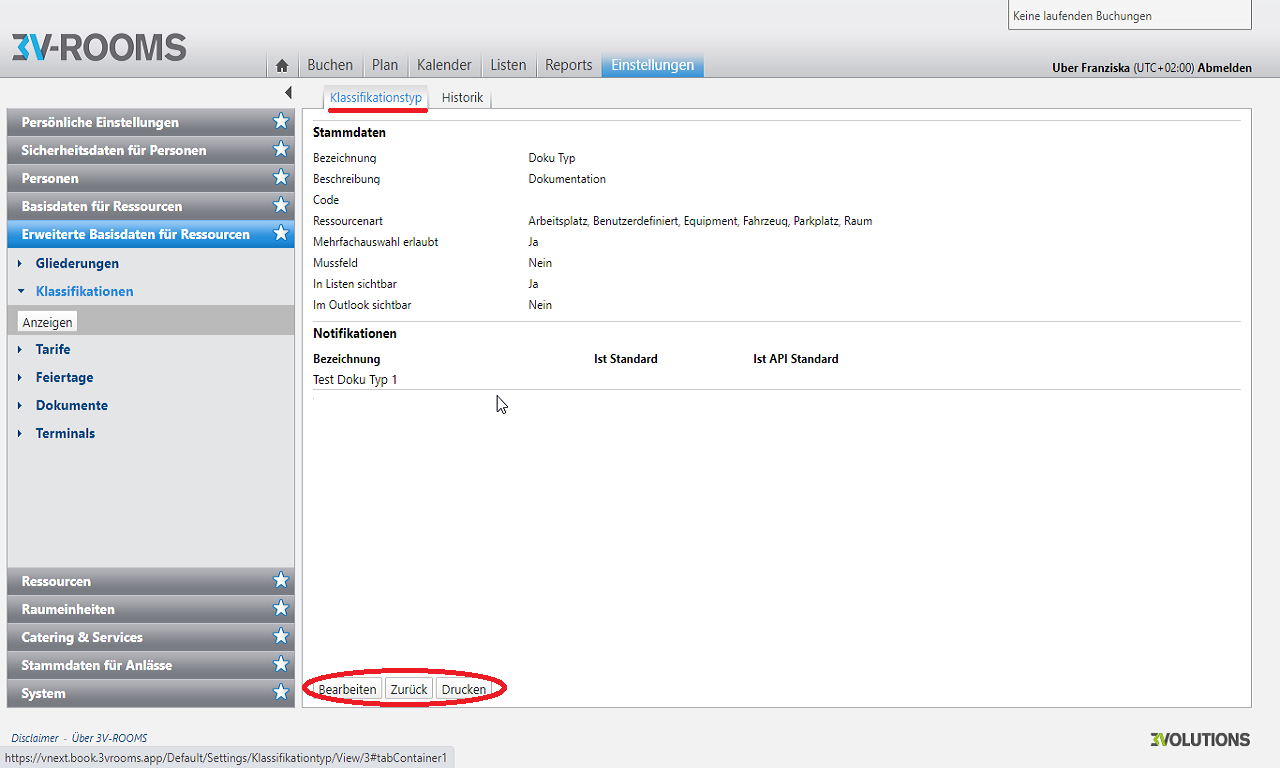 Keine laufenden Buchungen
3V-ROOMS
Buchen Plan Kalender Listen Reports Einstellungen
Uber Franziska (UTC+02:00) Abmelden
Klassifikationstyp Historik
Persönliche Einstellungen
Sicherheitsdaten für Personen
Personen
Basisdaten für Ressourcen
Erweiterte Basisdaten für Ressourcen
Gliederungen
Klassifikationen
Anzeigen
Tarife
Feiertage
Dokumente
Terminals
Ressourcen
Raumeinheiten
Catering & Services
Stammdaten für Anlässe
System
Stammdaten
Bezeichnung Doku Typ
Beschreibung Dokumentation
Code
Ressourcenart Arbeitsplatz, Benutzerdefiniert, Equipment, Fahrzeug, Parkplatz, Raum
Mehrfachauswahl erlaubt Ja
Mussfeld Nein
In Listen sichtbar Ja
Im Outlook sichtbar Nein
Notifikationen
Bezeichnung Ist Standard Ist API Standard
Test Doku Typ 1
Bearbeiten Zurück Drucken
Disclaimer - Über 3V-ROOMS
3VOLUTIONS
https://vnext.book.3vrooms.app/Default/Settings/Klassifikationtyp/View/3#tabContainer1